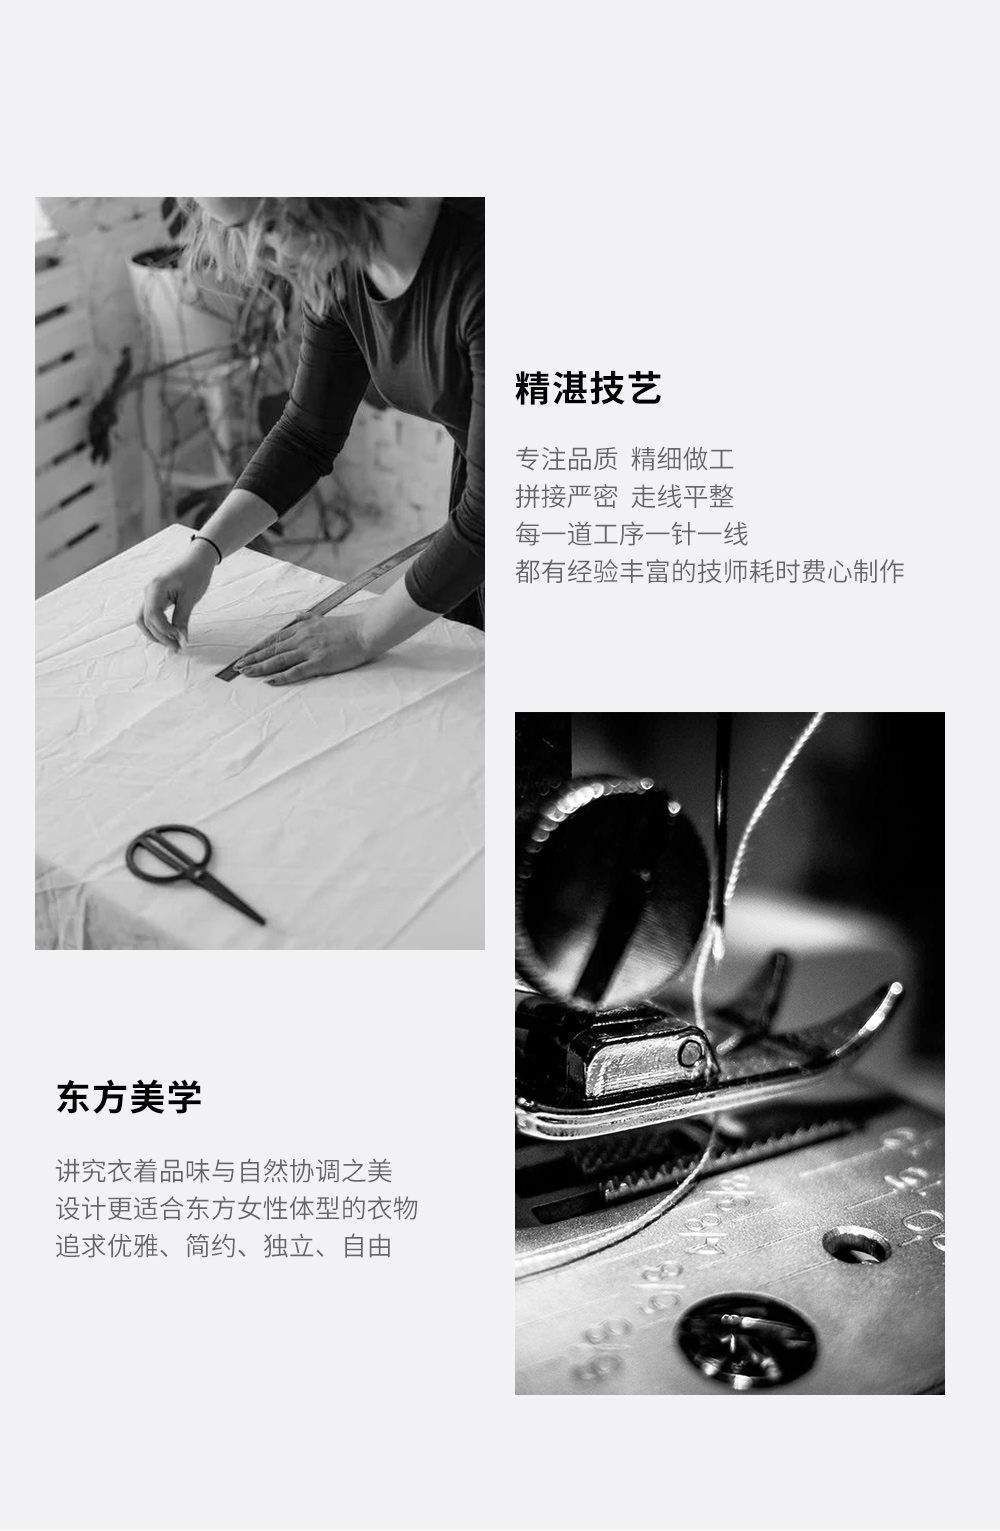 精湛技艺
专注品质 精细做工
拼接严密 走线平整
每一道工序一针一线
都有经验丰富的技师耗时费心制作
东方美学
讲究衣着品味与自然协调之美
设计更适合东方女性体型的衣物
追求优雅、简约、独立、自由